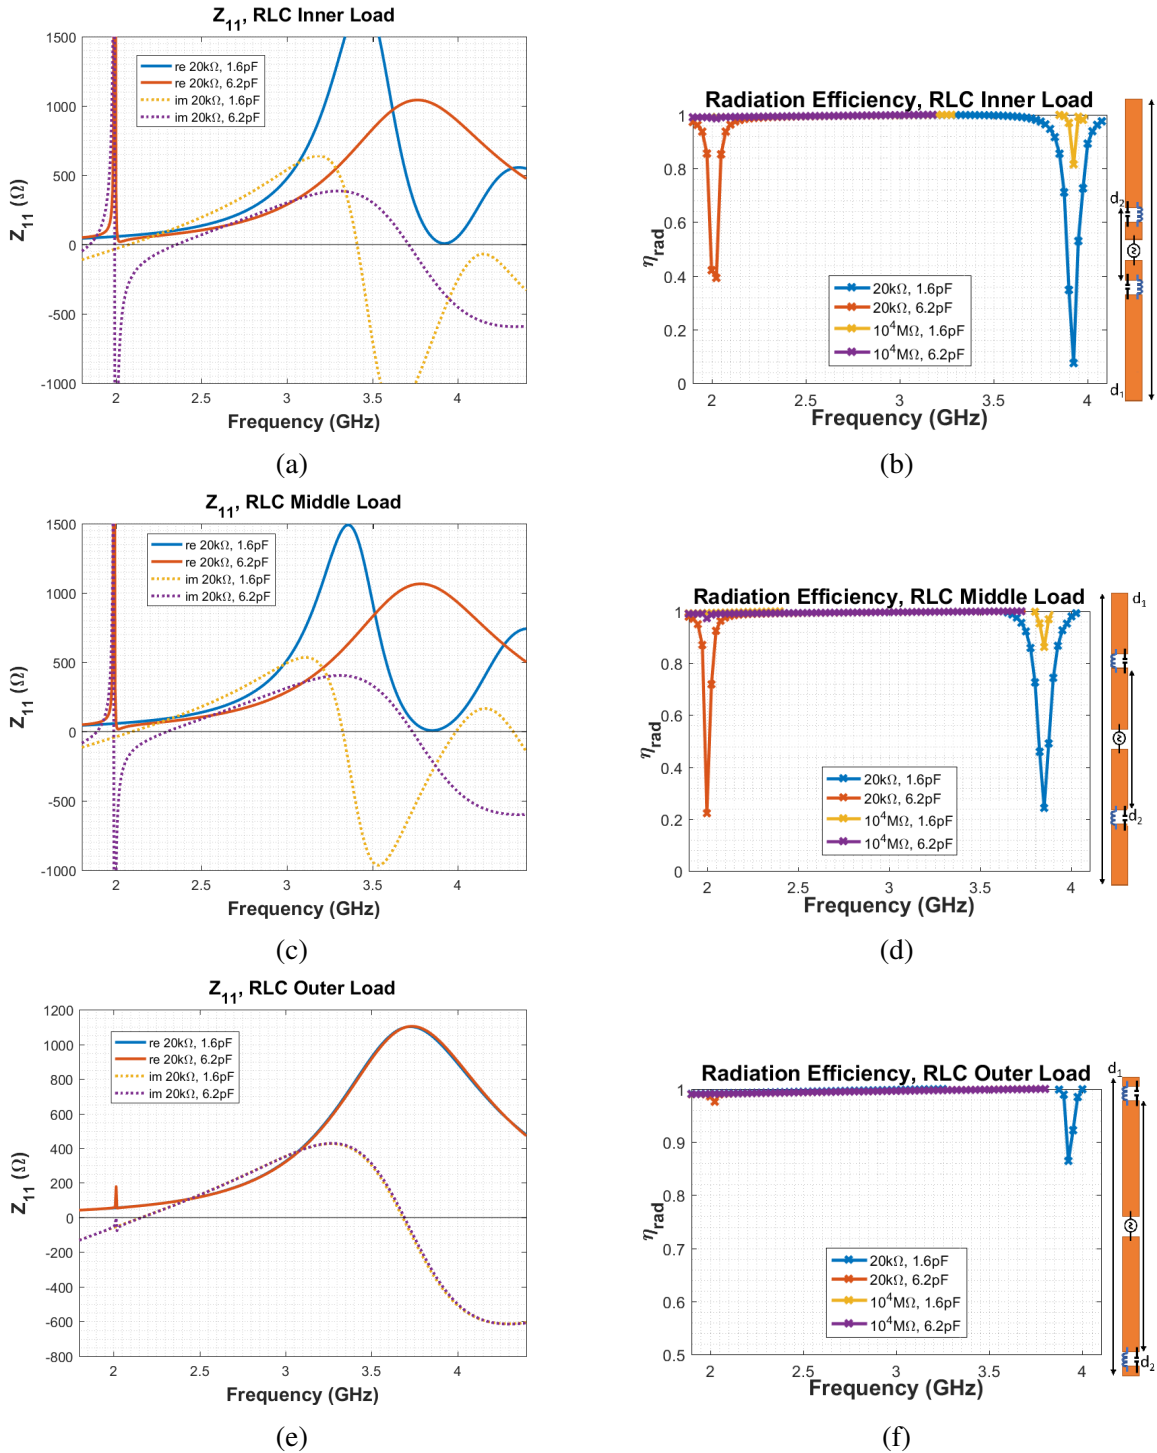 Z11, RLC Inner Load
1500
1000
500
0
-500
-1000
Z11 (Ω)
re 20kΩ, 1.6pF
re 20kΩ, 6.2pF
im 20kΩ, 1.6pF
im 20kΩ, 6.2pF
2 2.5 3 3.5 4
Frequency (GHz)
(a)
Radiation Efficiency, RLC Inner Load
1
0.8
0.6
0.4
0.2
0
ηrad
20kΩ, 1.6pF
20kΩ, 6.2pF
10^4MΩ, 1.6pF
10^4MΩ, 6.2pF
2 2.5 3 3.5 4
Frequency (GHz)
d2
d1
(b)
Z11, RLC Middle Load
1500
1000
500
0
-500
-1000
Z11 (Ω)
re 20kΩ, 1.6pF
re 20kΩ, 6.2pF
im 20kΩ, 1.6pF
im 20kΩ, 6.2pF
2 2.5 3 3.5 4
Frequency (GHz)
(c)
Radiation Efficiency, RLC Middle Load
1
0.8
0.6
0.4
0.2
0
ηrad
20kΩ, 1.6pF
20kΩ, 6.2pF
10^4MΩ, 1.6pF
10^4MΩ, 6.2pF
2 2.5 3 3.5 4
Frequency (GHz)
d1
d2
(d)
Z11, RLC Outer Load
1200
1000
800
600
400
200
0
-200
-400
-600
-800
Z11 (Ω)
re 20kΩ, 1.6pF
re 20kΩ, 6.2pF
im 20kΩ, 1.6pF
im 20kΩ, 6.2pF
2 2.5 3 3.5 4
Frequency (GHz)
(e)
Radiation Efficiency, RLC Outer Load
1
0.9
0.8
0.7
0.6
0.5
ηrad
20kΩ, 1.6pF
20kΩ, 6.2pF
10^4MΩ, 1.6pF
10^4MΩ, 6.2pF
2 2.5 3 3.5 4
Frequency (GHz)
d1
d2
(f)